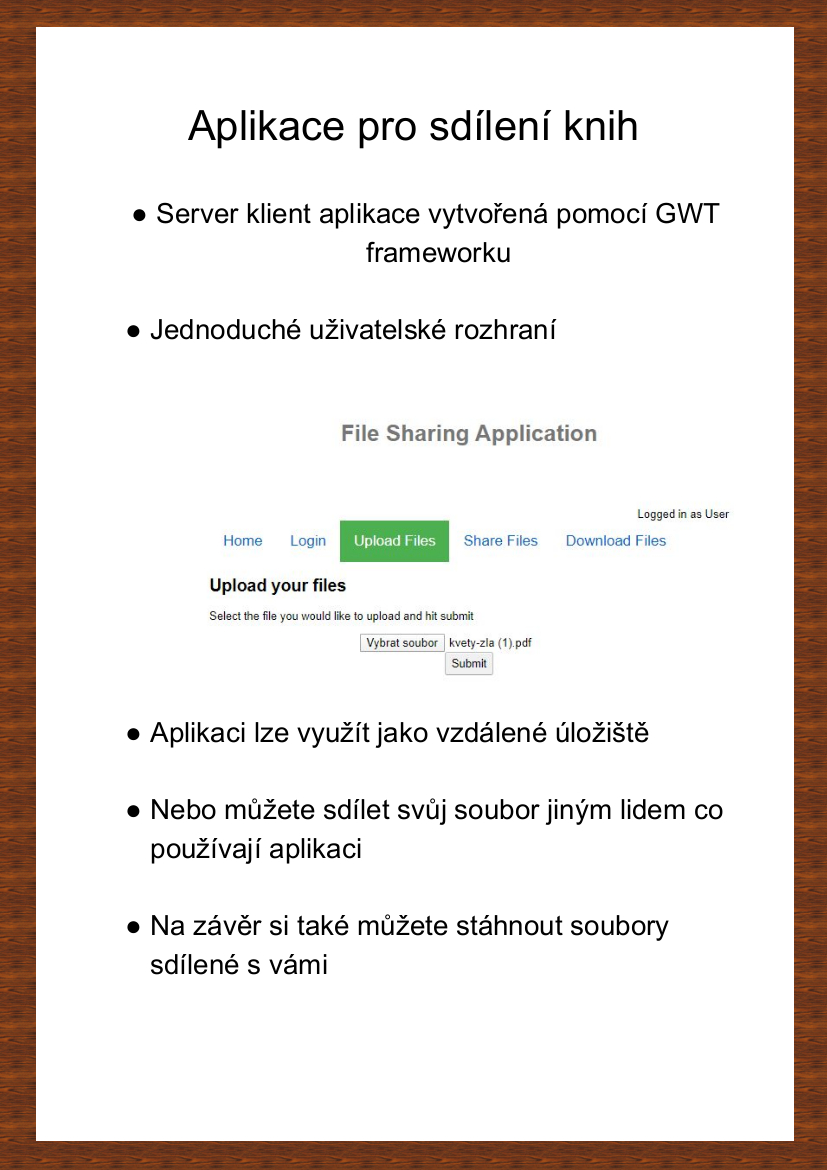 Aplikace pro sdílení knih
● Server klient aplikace vytvořená pomocí GWT
frameworku
● Jednoduché uživatelské rozhraní
File Sharing Application
Logged in as User
Home Login Upload Files Share Files Download Files
Upload your files
Select the file you would like to upload and hit submit
Vybrat soubor kvety-zla (1).pdf
Submit
● Aplikaci lze využít jako vzdálené úložiště
● Nebo můžete sdílet svůj soubor jiným lidem co
používají aplikaci
● Na závěr si také můžete stáhnout soubory
sdílené s vámi